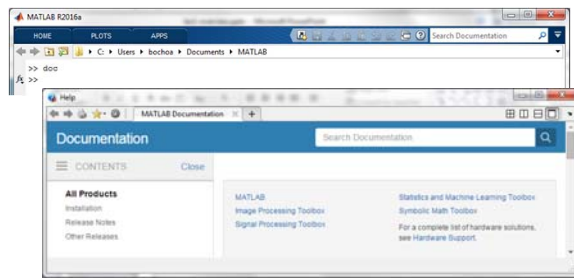 MATLAB R2016a
HOME PLOTS APPS Search Documentation
C: Users bochoa Documents MATLAB
>> doc
fx >>
Help
MATLAB Documentation
Documentation Search Documentation
CONTENTS Close
All Products
Installation
Release Notes
Other Releases
MATLAB
Image Processing Toolbox
Signal Processing Toolbox
Statistics and Machine Learning Toolbox
Symbolic Math Toolbox
For a complete list of hardware solutions,
see Hardware Support.